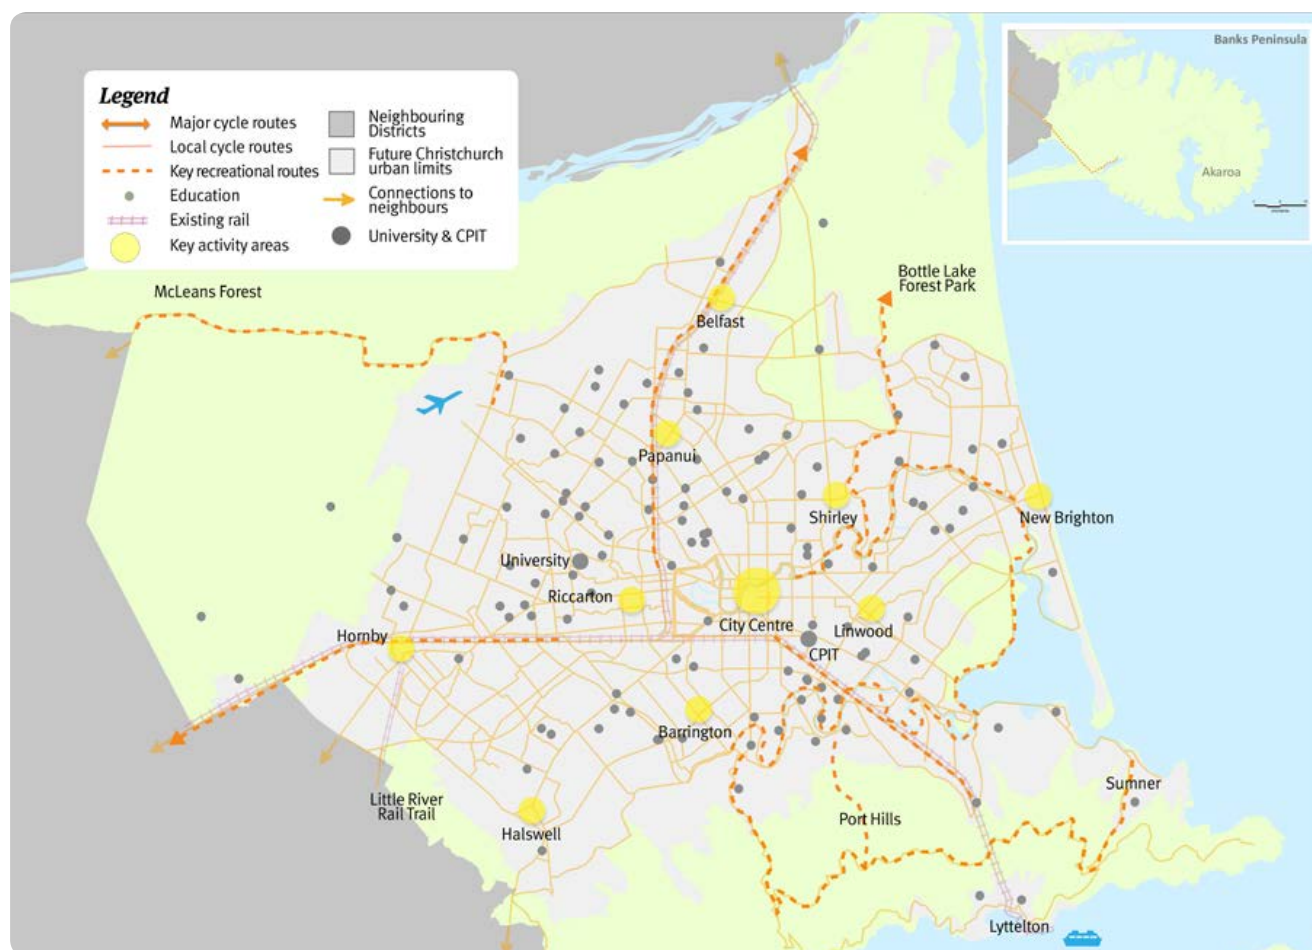 Banks Peninsula
Akaroa
Legend
Major cycle routes
Local cycle routes
Key recreational routes
Education
Existing rail
Key activity areas
Neighbouring
Districts
Future Christchurch
urban limits
Connections to
neighbours
University & CPIT
McLeans Forest
Bottle Lake
Forest Park
Belfast
Papanui
Shirley
New Brighton
University
Riccarton
City Centre
Linwood
Hornby
CPIT
Barrington
Little River
Rail Trail
Halswell
Port Hills
Sumner
Lyttelton